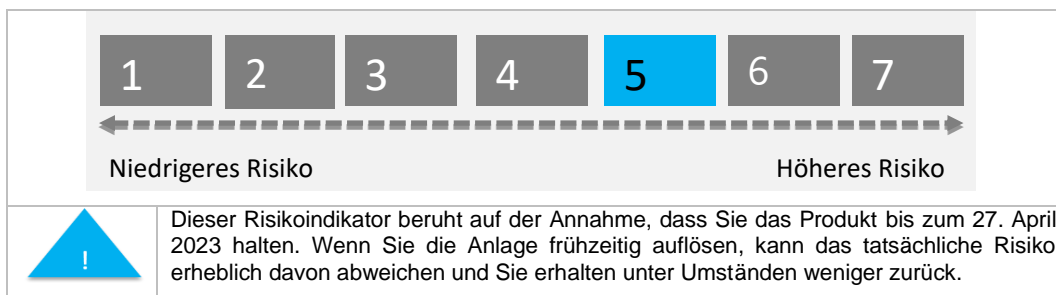 1 2 3 4 5 6 7
Niedrigeres Risiko Höheres Risiko
!
Dieser Risikoindikator beruht auf der Annahme, dass Sie das Produkt bis zum 27. April
2023 halten. Wenn Sie die Anlage frühzeitig auflösen, kann das tatsächliche Risiko
erheblich davon abweichen und Sie erhalten unter Umständen weniger zurück.